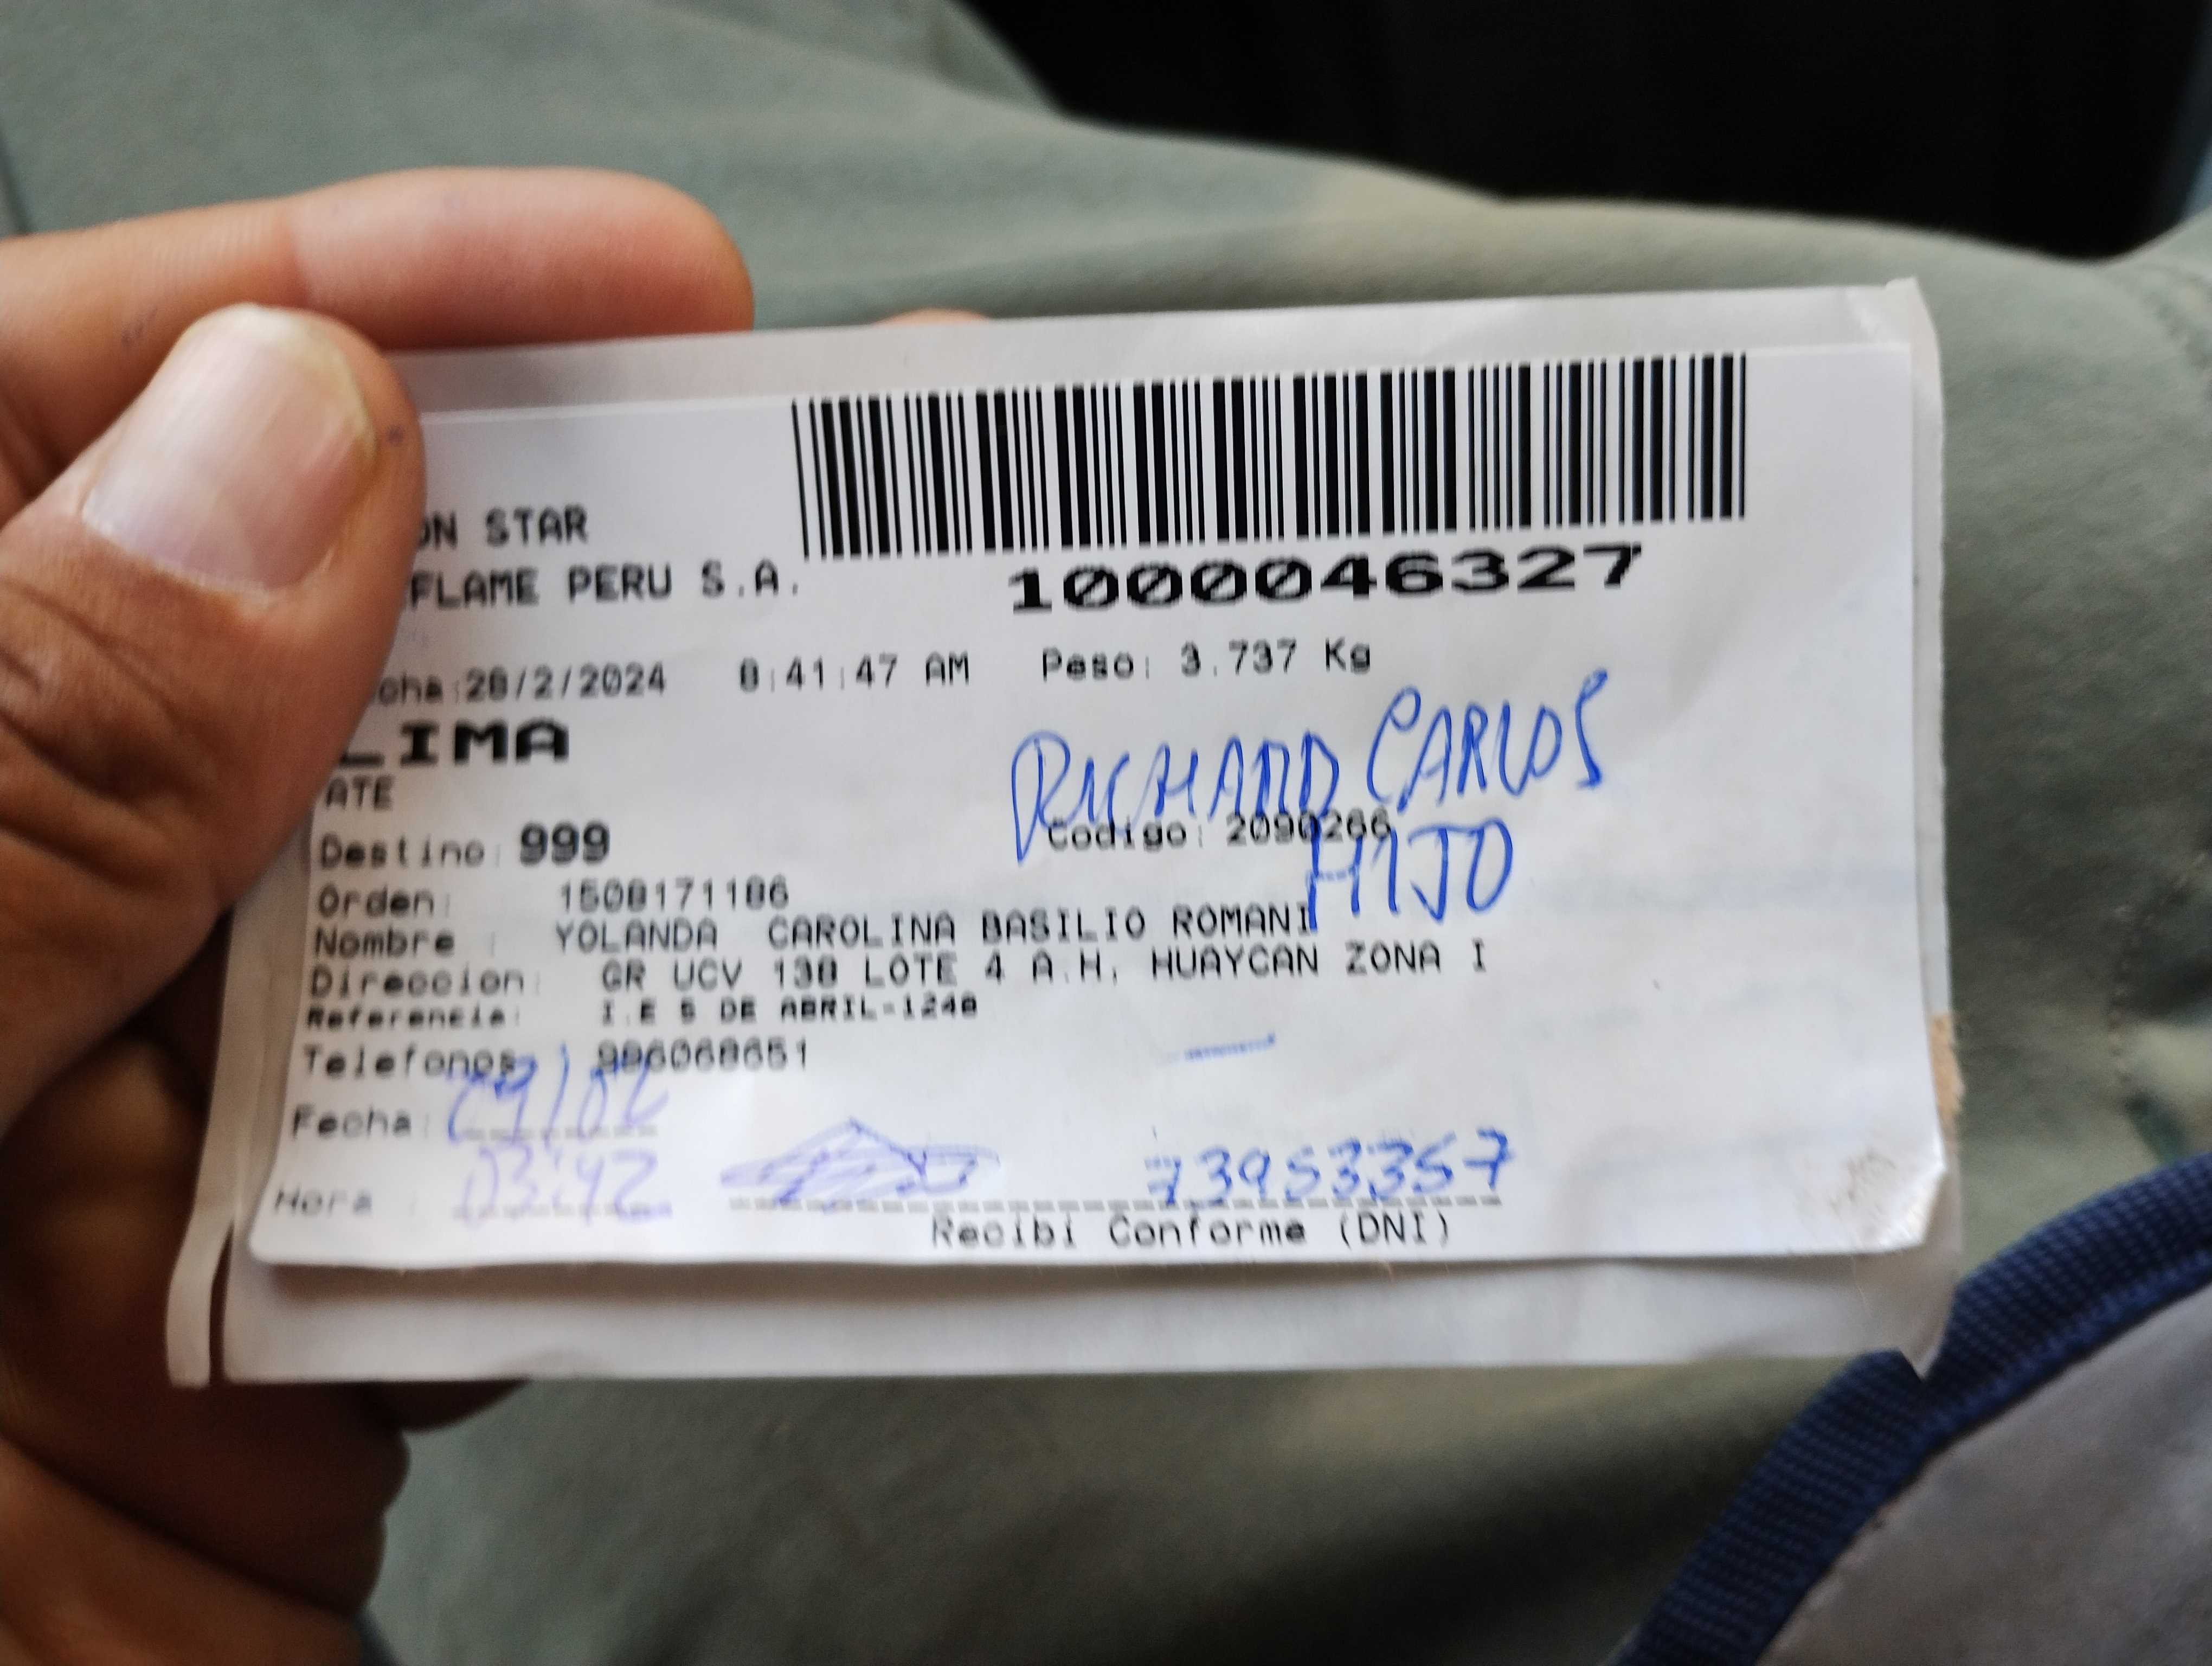 ON STAR
FLAME PERU S.A.
1000046327
cha:28/2/2024 8:41:47 AM Peso: 3.737 Kg
LIMA
RICHARD CARLOS
ATE
Destino: 999 Codigo: 2090266
HIJO
Orden: 1508171186
Nombre : YOLANDA CAROLINA BASILIO ROMANI
Direccion: GR UCV 138 LOTE 4 A.H. HUAYCAN ZONA I
Referencia: I.E 5 DE ABRIL-1248
Telefonos: 986068651
Fecha: 29/02
Hora : 03:42 73953357
Recibi Conforme (DNI)